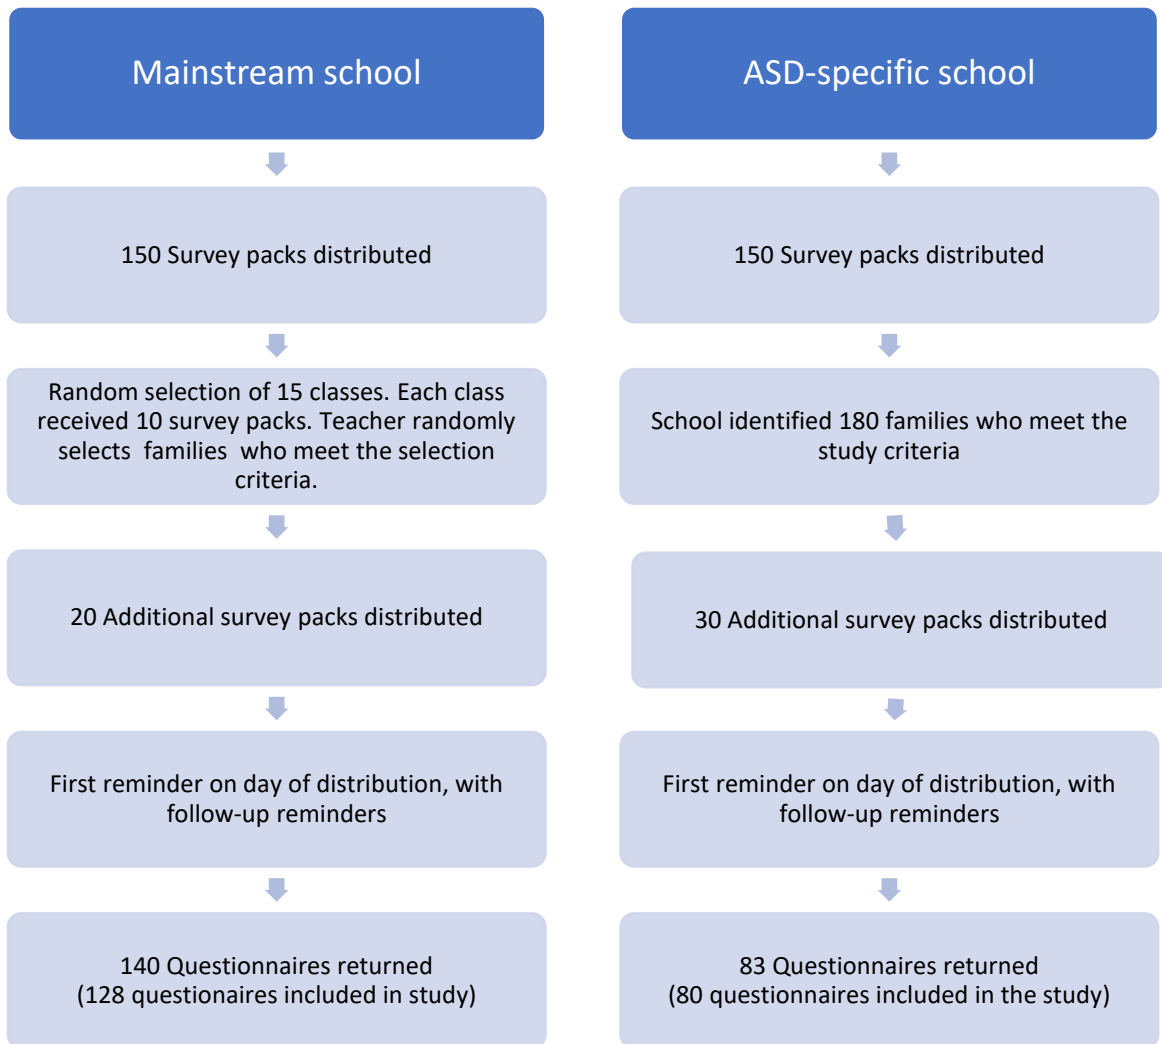 Mainstream school
150 Survey packs distributed
Random selection of 15 classes. Each class
received 10 survey packs. Teacher randomly
selects  families  who meet the selection
criteria.
20 Additional survey packs distributed
First reminder on day of distribution, with
follow-up reminders
140 Questionnaires returned
(128 questionaires included in study)
ASD-specific school
150 Survey packs distributed
School identified 180 families who meet the
study criteria
30 Additional survey packs distributed
First reminder on day of distribution, with
follow-up reminders
83 Questionnaires returned
(80 questionnaires included in the study)